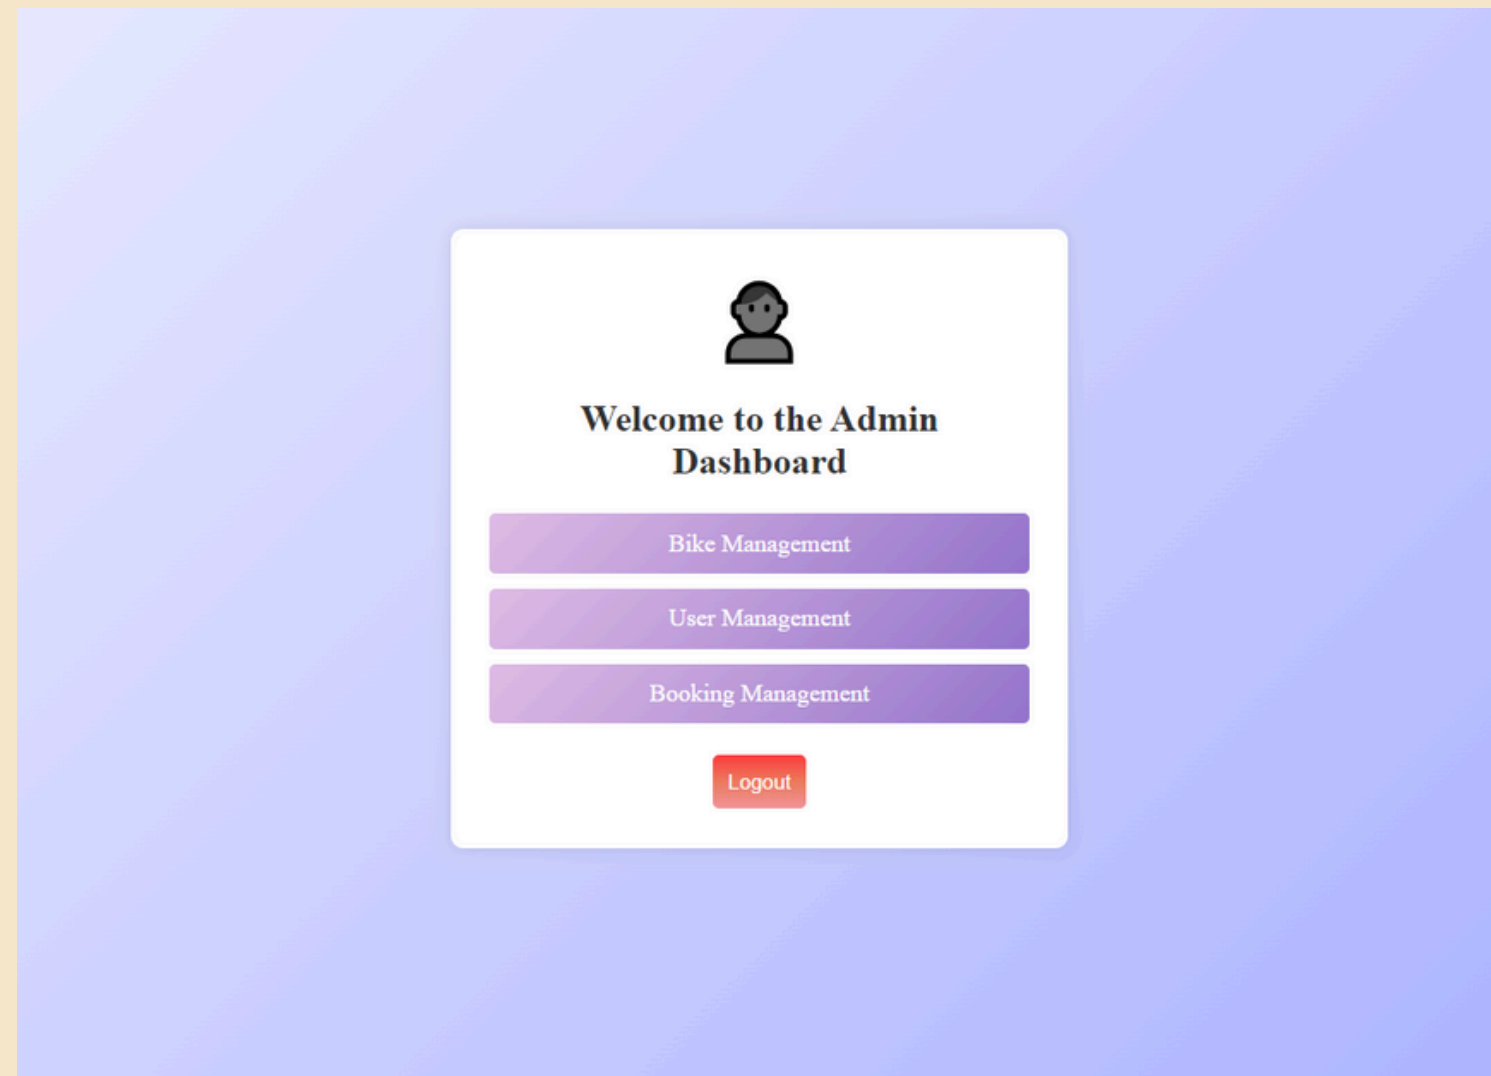 Welcome to the Admin
Dashboard
Bike Management
User Management
Booking Management
Logout